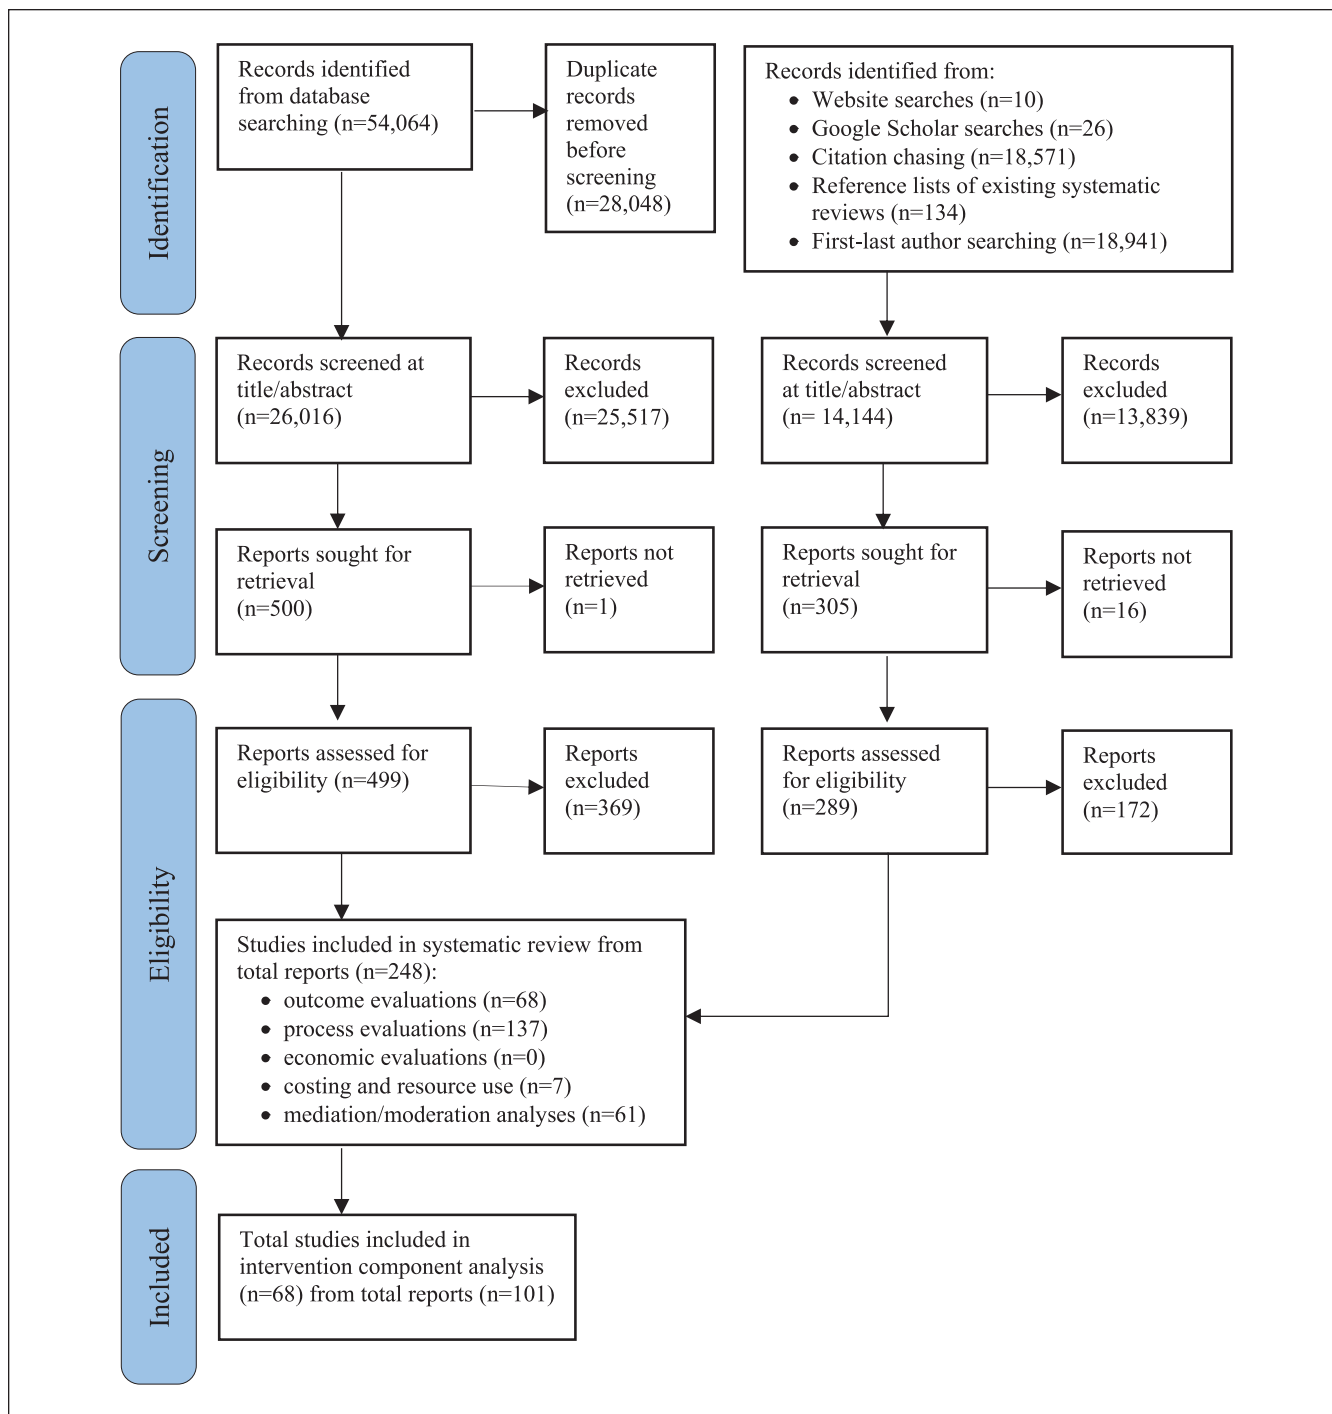 Identification
Records identified
from database
searching (n=54,064)
Duplicate
records
removed
before
screening
(n=28,048)
Records identified from:
• Website searches (n=10)
• Google Scholar searches (n=26)
• Citation chasing (n=18,571)
• Reference lists of existing systematic
reviews (n=134)
• First-last author searching (n=18,941)
Screening
Records screened at
title/abstract
(n=26,016)
Records
excluded
(n=25,517)
Records screened
at title/abstract
(n= 14,144)
Records
excluded
(n=13,839)
Reports sought for
retrieval
(n=500)
Reports not
retrieved
(n=1)
Reports sought for
retrieval
(n=305)
Reports not
retrieved
(n=16)
Eligibility
Reports assessed for
eligibility (n=499)
Reports
excluded
(n=369)
Reports assessed
for eligibility
(n=289)
Reports
excluded
(n=172)
Studies included in systematic review from
total reports (n=248):
• outcome evaluations (n=68)
• process evaluations (n=137)
• economic evaluations (n=0)
• costing and resource use (n=7)
• mediation/moderation analyses (n=61)
Included
Total studies included in
intervention component analysis
(n=68) from total reports (n=101)